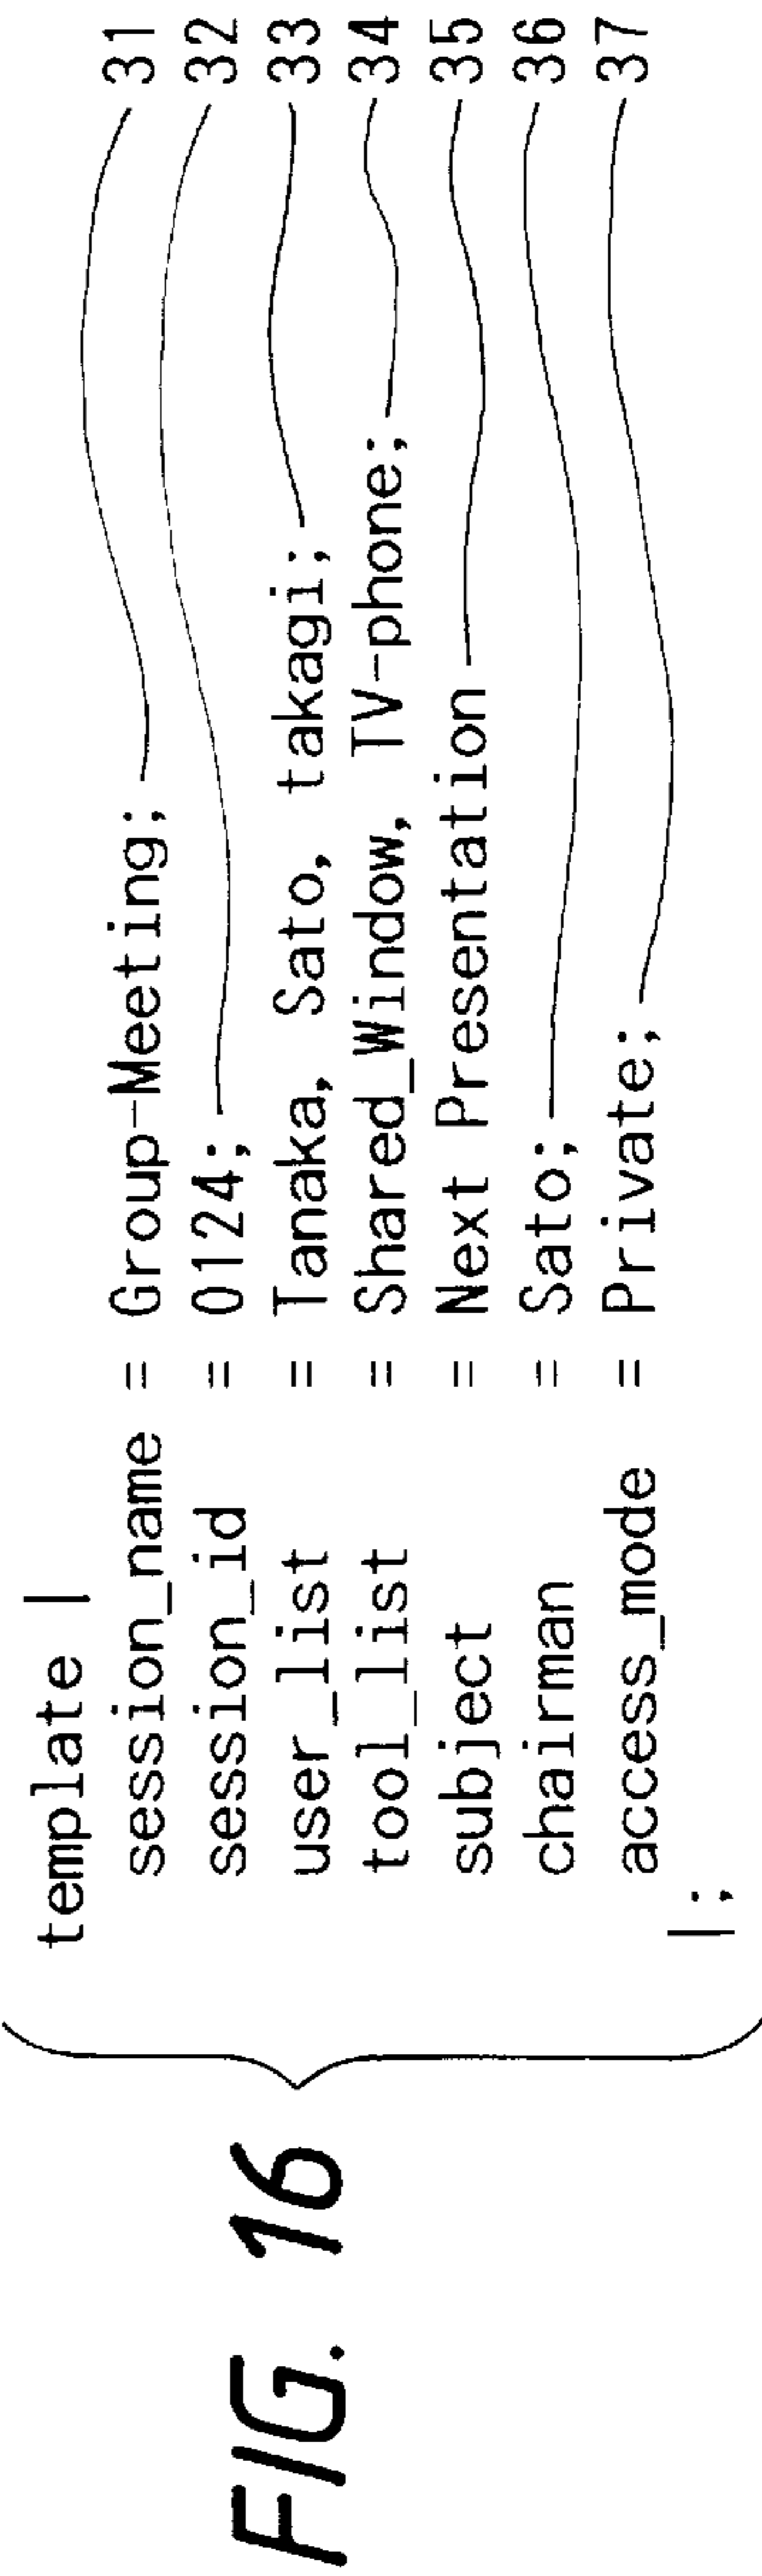 FIG. 16
template |
session_name = Group-Meeting; 31
session_id = 0124; 32
user_list = Tanaka, Sato, takagi; 33
tool_list = Shared_Window, TV-phone; 34
subject = Next Presentation 35
chairman = Sato; 36
access_mode = Private; 37
|;